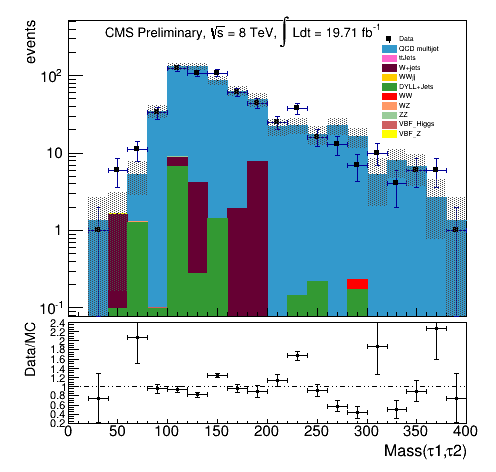 CMS Preliminary, √s = 8 TeV, ∫ Ldt = 19.71 fb⁻¹
events
Data
QCD multijet
ttJets
W+jets
WWjj
DYLL+Jets
WW
WZ
ZZ
VBF_Higgs
VBF_Z
10²
10
1
10⁻¹
Data/MC
2.4
2.2
2
1.8
1.6
1.4
1.2
1
0.8
0.6
0.4
0.2
0 50 100 150 200 250 300 350 400
Mass(τ1,τ2)